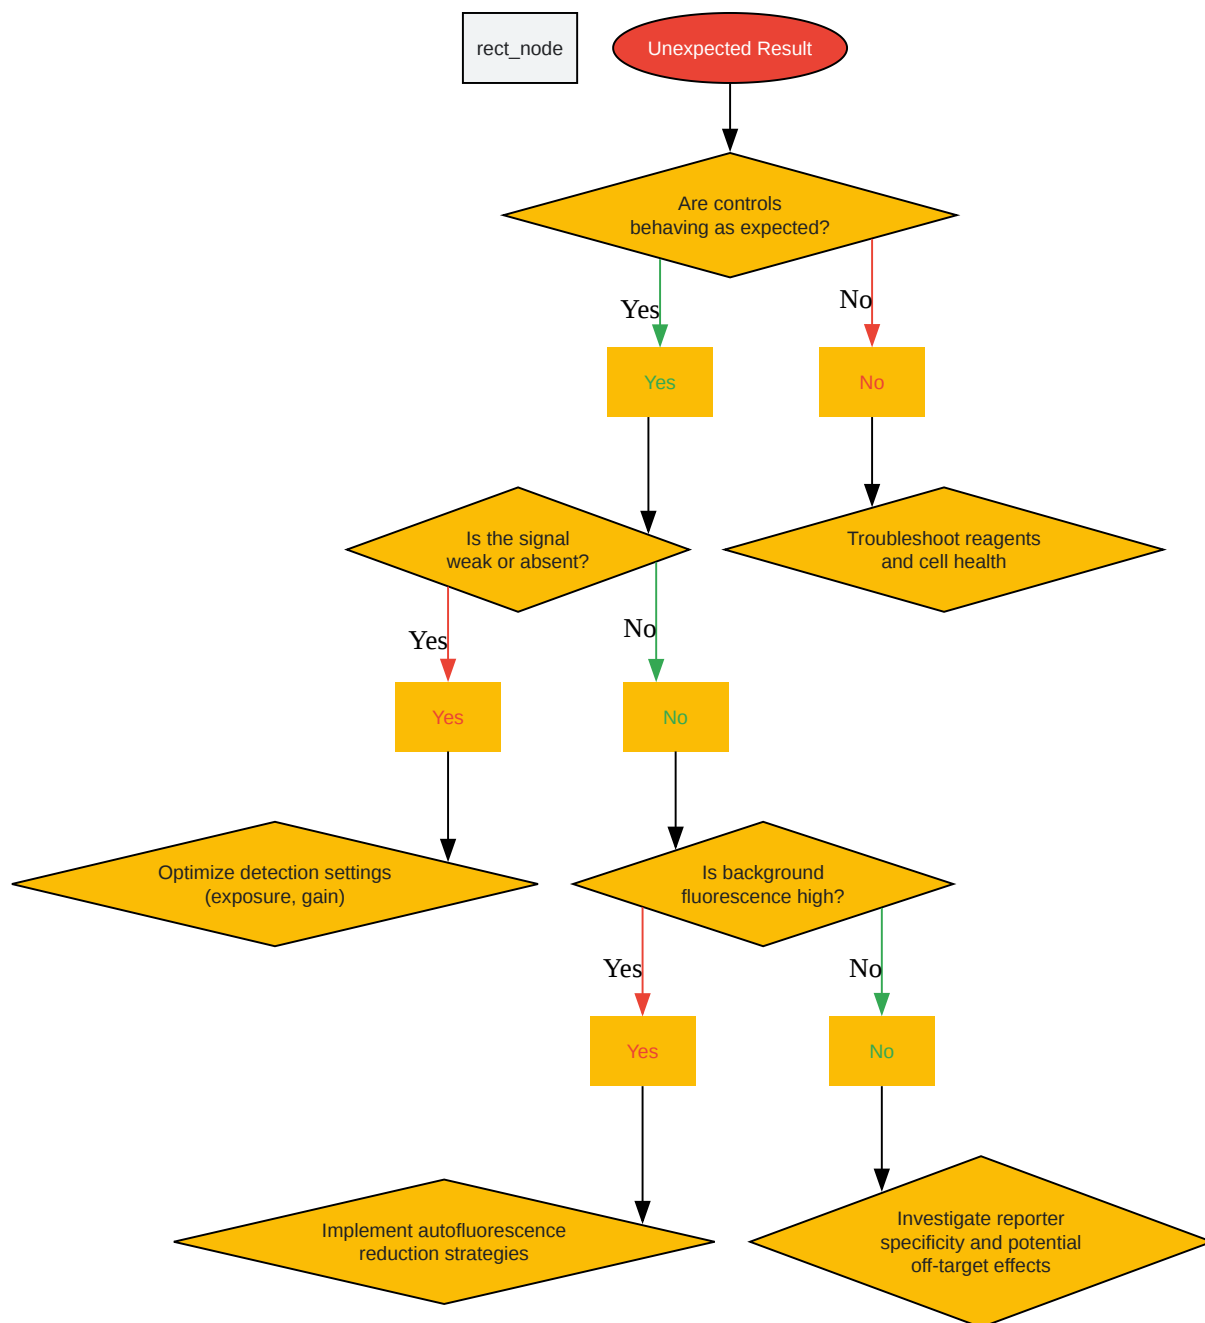 rect_node
Unexpected Result
Are controls
behaving as expected?
Yes
No
Yes
No
Is the signal
weak or absent?
Troubleshoot reagents
and cell health
Yes
No
Yes
No
Optimize detection settings
(exposure, gain)
Is background
fluorescence high?
Yes
No
Yes
No
Implement autofluorescence
reduction strategies
Investigate reporter
specificity and potential
off-target effects